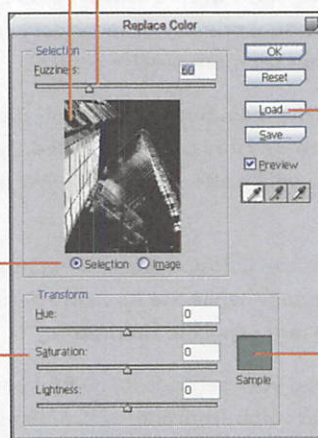 Replace Color
Selection
Fuzziness:
60
OK
Reset
Load...
Save...
Preview
Selection
Image
Transform
Hue:
0
Saturation:
0
Lightness:
0
Sample